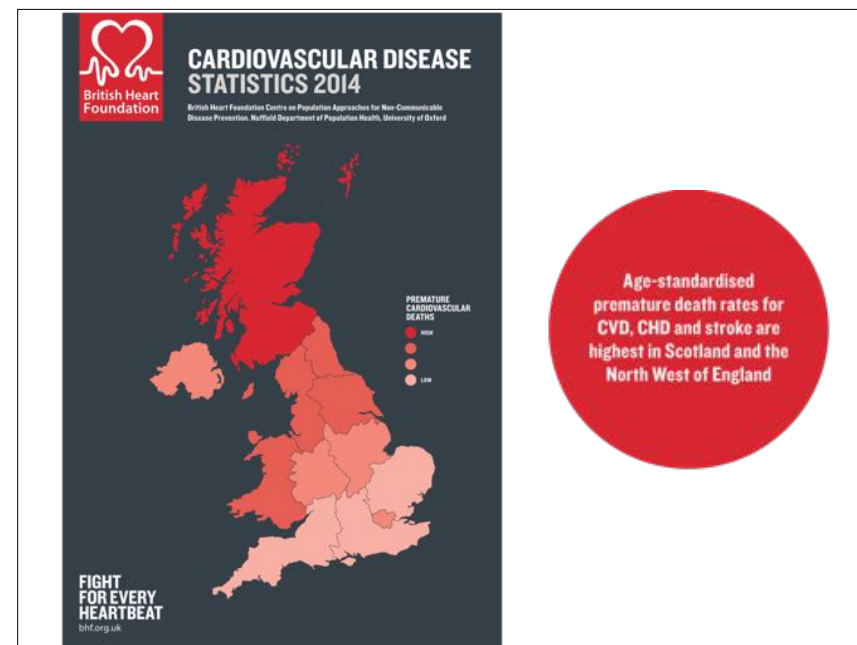 British Heart
Foundation
CARDIOVASCULAR DISEASE
STATISTICS 2014
British Heart Foundation Centre on Population Approaches for Non-Communicable
Disease Prevention. Nuffield Department of Population Health, University of Oxford
PREMATURE
CARDIOVASCULAR
DEATHS
HIGH
LOW
FIGHT
FOR EVERY
HEARTBEAT
bhf.org.uk
Age-standardised
premature death rates for
CVD, CHD and stroke are
highest in Scotland and the
North West of England